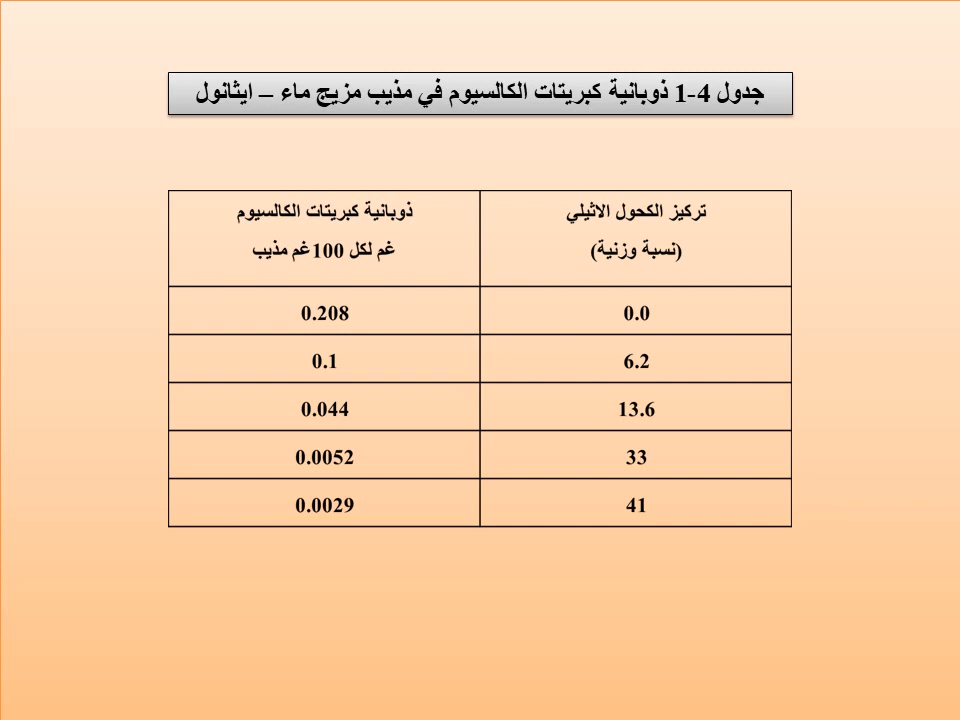 جدول 4-1 ذوبانية كبريتات الكالسيوم في مذيب مزيج ماء – ايثانول
تركيز الكحول الاثيلي
(نسبة وزنية)
ذوبانية كبريتات الكالسيوم
غم لكل 100غم مذيب
0.0
0.208
6.2
0.1
13.6
0.044
33
0.0052
41
0.0029